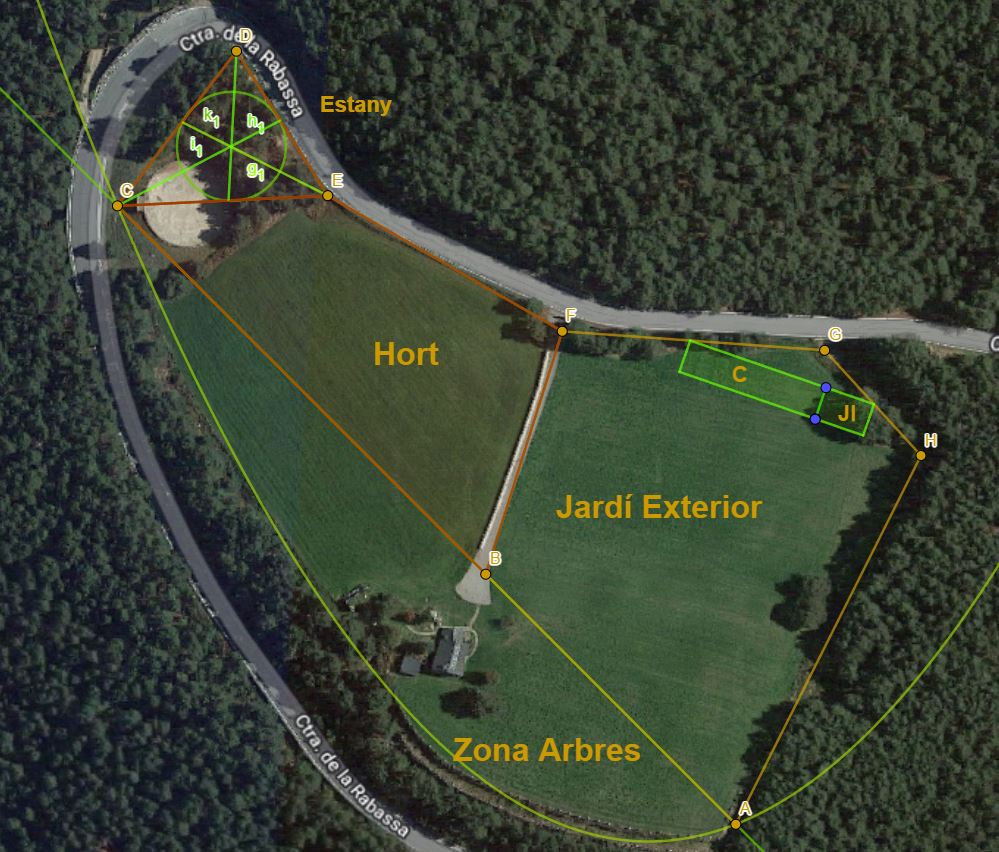 D
Ctra. de la Rabassa
Estany
k₁
h₁
i₁
g₁
E
C
F
Hort
G
C
JI
H
Jardí Exterior
B
Zona Arbres
Ctra. de la Rabassa
A